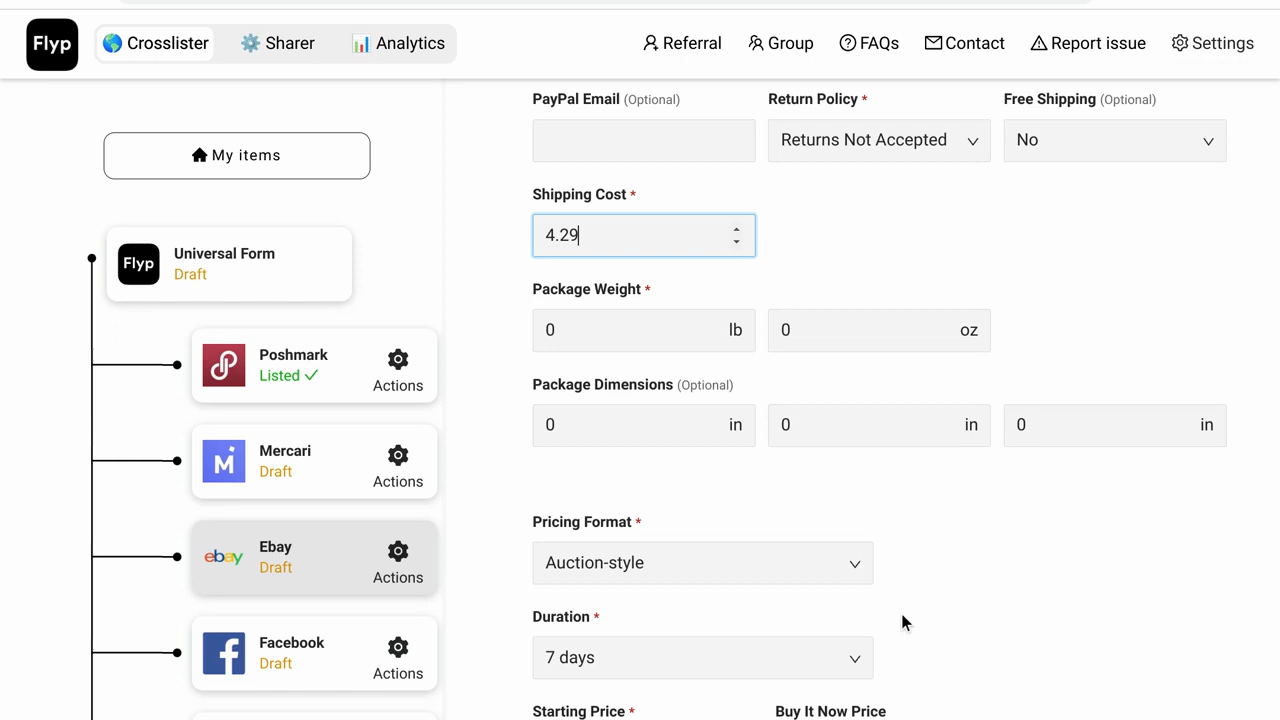 Flyp Crosslister Sharer Analytics Referral Group FAQs Contact Report issue Settings
My items
Flyp Universal Form
Draft
Poshmark
Listed
Actions
Mercari
Draft
Actions
ebay Ebay
Draft
Actions
Facebook
Draft
Actions
PayPal Email (Optional) Return Policy * Free Shipping (Optional)
Returns Not Accepted No
Shipping Cost *
4.29
Package Weight *
0 lb 0 oz
Package Dimensions (Optional)
0 in 0 in 0 in
Pricing Format *
Auction-style
Duration *
7 days
Starting Price * Buy It Now Price